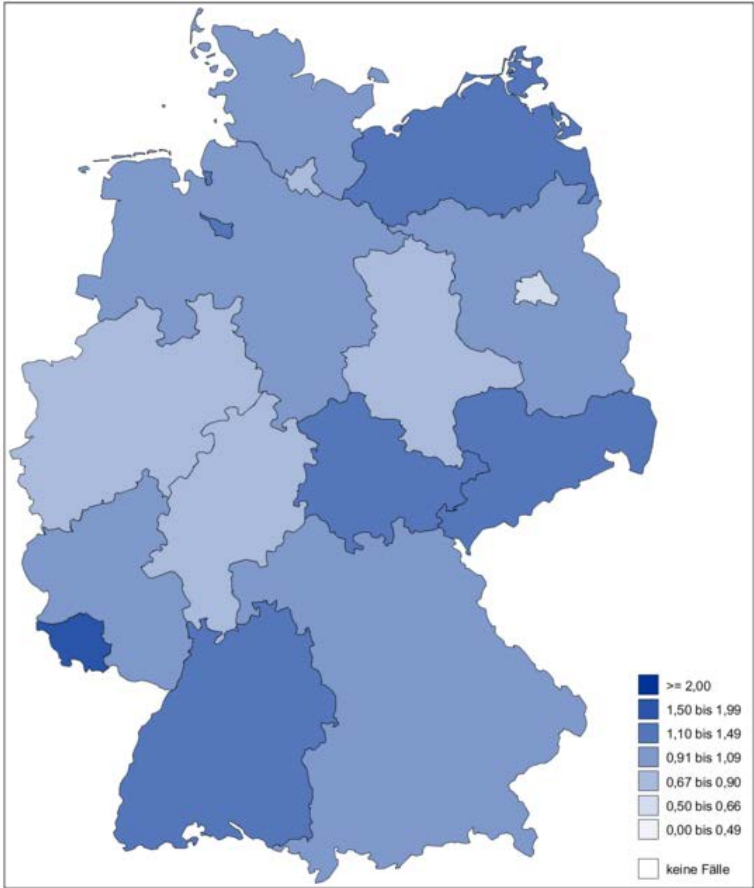 >= 2,00
1,50 bis 1,99
1,10 bis 1,49
0,91 bis 1,09
0,67 bis 0,90
0,50 bis 0,66
0,00 bis 0,49
keine Fälle